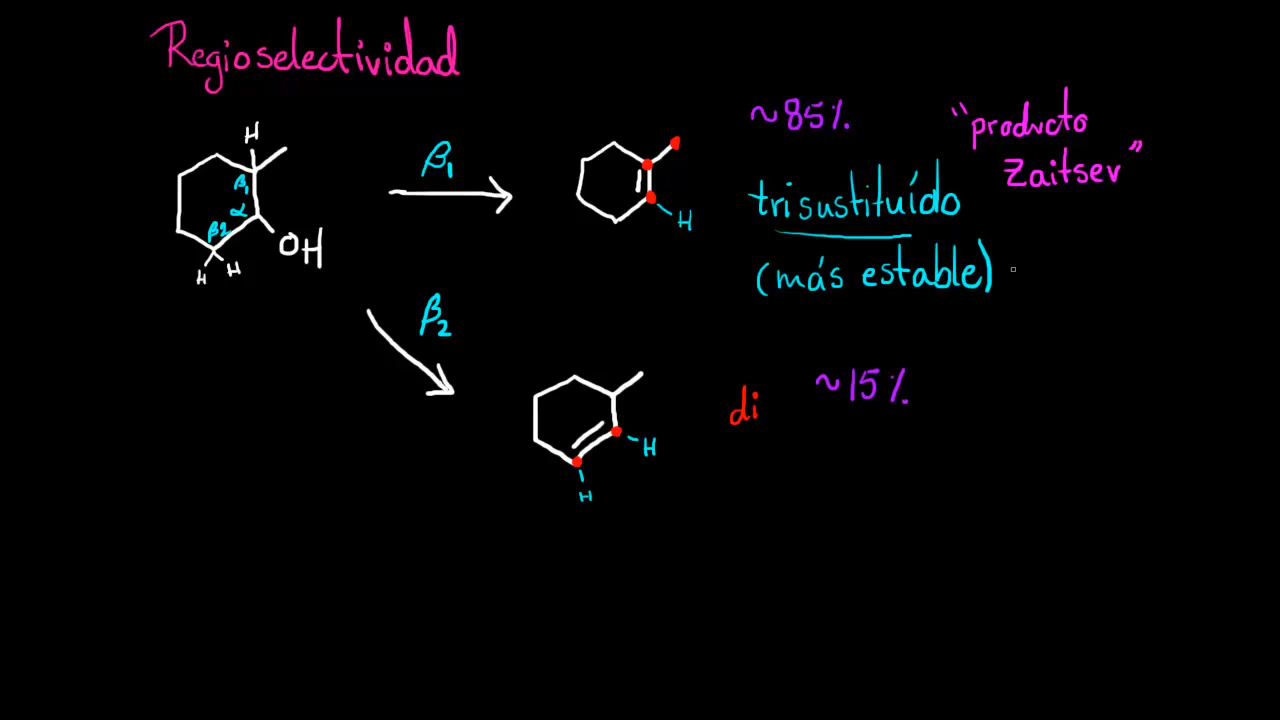 Regioselectividad
H
β1
α
β2
OH
H H
β1
H
~85%
"producto
Zaitsev"
trisustituído
(más estable)
β2
H
H
di
~15%